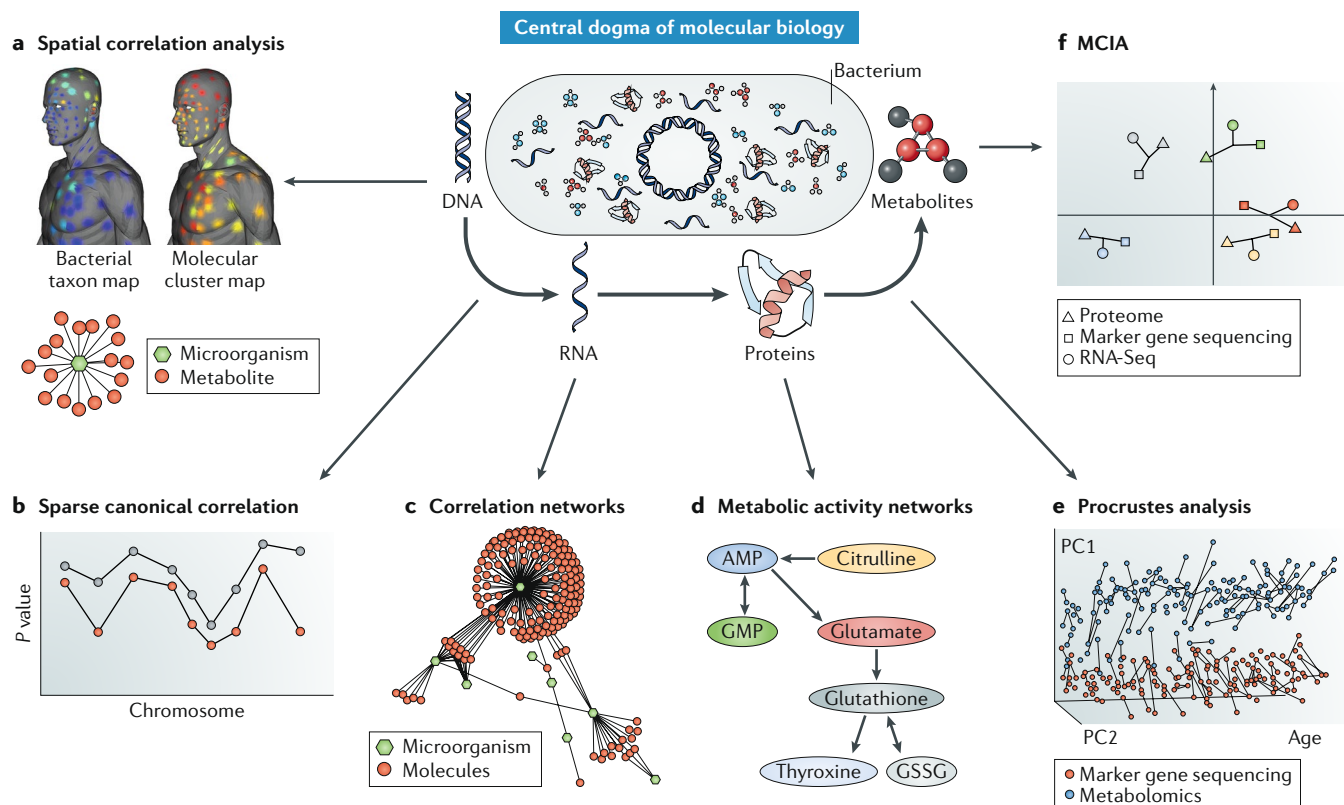 Central dogma of molecular biology
a Spatial correlation analysis
Bacterial
taxon map
Molecular
cluster map
Microorganism
Metabolite
DNA
Bacterium
Metabolites
RNA
Proteins
f MCIA
Proteome
Marker gene sequencing
RNA-Seq
b Sparse canonical correlation
P value
Chromosome
c Correlation networks
Microorganism
Molecules
d Metabolic activity networks
AMP
Citrulline
GMP
Glutamate
Glutathione
Thyroxine
GSSG
e Procrustes analysis
PC1
PC2
Age
Marker gene sequencing
Metabolomics